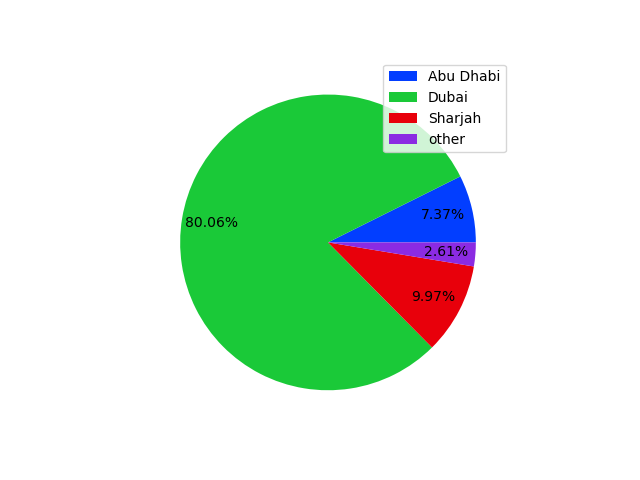 Abu Dhabi
Dubai
Sharjah
other
7.37%
80.06%
2.61%
9.97%